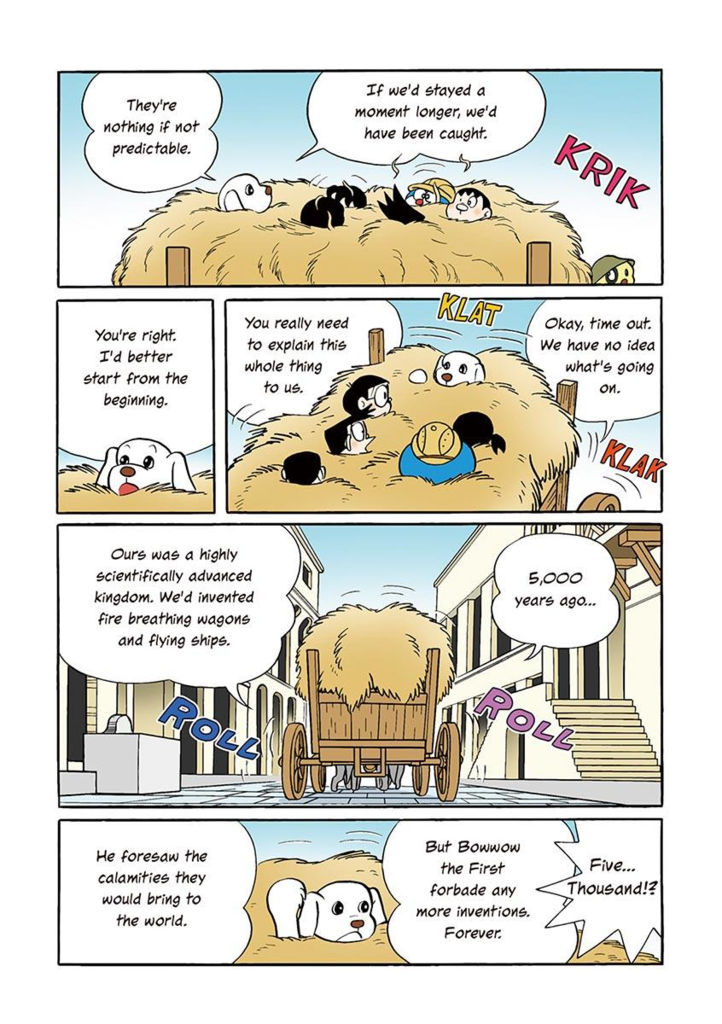 They're
nothing if not
predictable.
If we'd stayed a
moment longer, we'd
have been caught.
KRIK
You're right.
I'd better
start from the
beginning.
You really need
to explain this
whole thing
to us.
KLAT
Okay, time out.
We have no idea
what's going
on.
KLAK
Ours was a highly
scientifically advanced
kingdom. We'd invented
fire breathing wagons
and flying ships.
5,000
years ago...
ROLL
ROLL
He foresaw the
calamities they
would bring to
the world.
But Bowwow
the First
forbade any
more inventions.
Forever.
Five...
Thousand!?